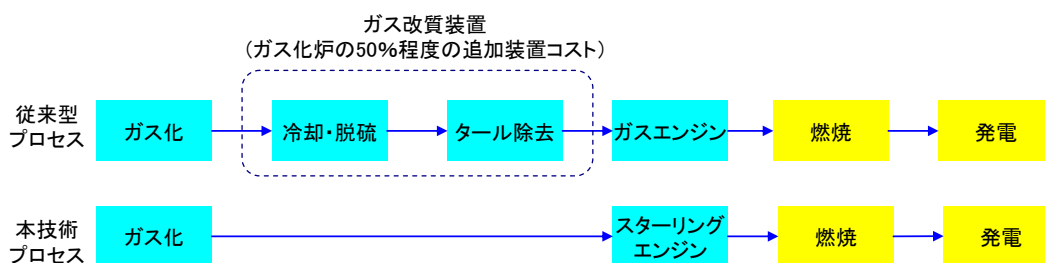 ガス改質装置
（ガス化炉の50%程度の追加装置コスト）
従来型
プロセス
ガス化
冷却・脱硫
タール除去
ガスエンジン
燃焼
発電
本技術
プロセス
ガス化
スターリング
エンジン
燃焼
発電